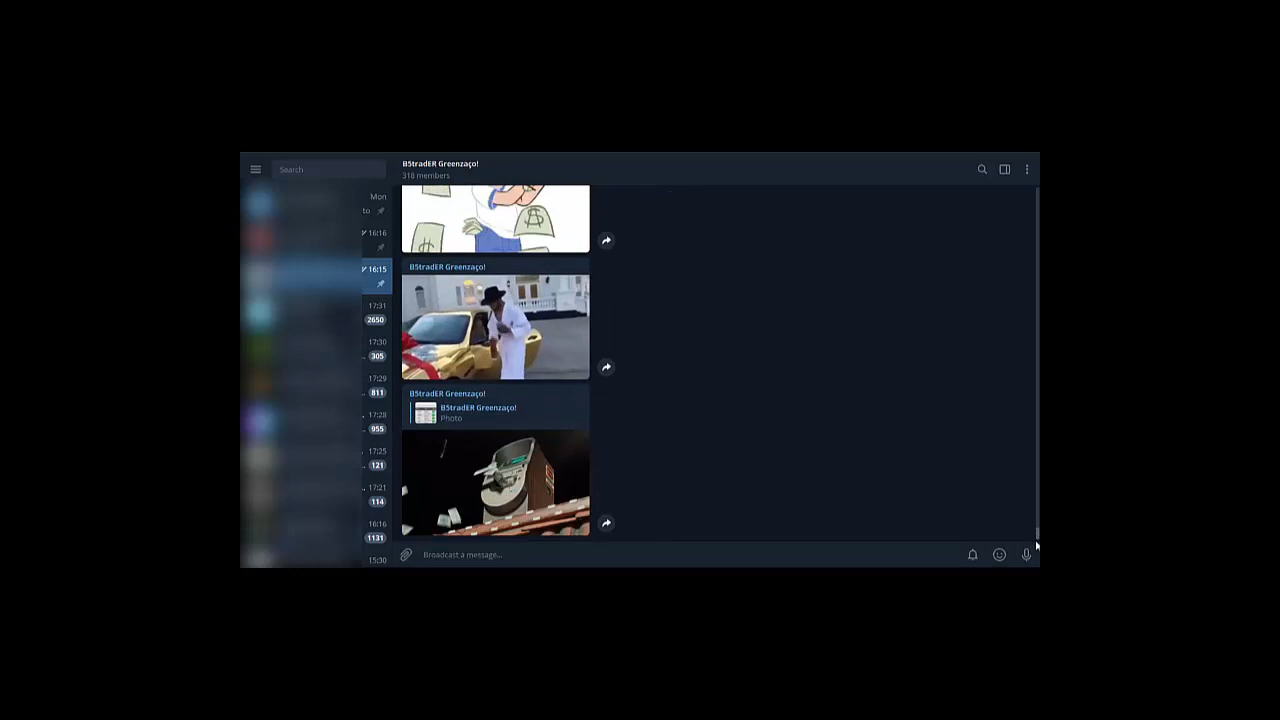 Search
B5tradER Greenzaço!
318 members
Mon
to
16:16
16:15
17:31
2650
17:30
305
17:29
811
17:28
955
17:25
121
17:21
114
16:16
1131
15:30
B5tradER Greenzaço!
B5tradER Greenzaço!
B5tradER Greenzaço!
Photo
Broadcast a message...